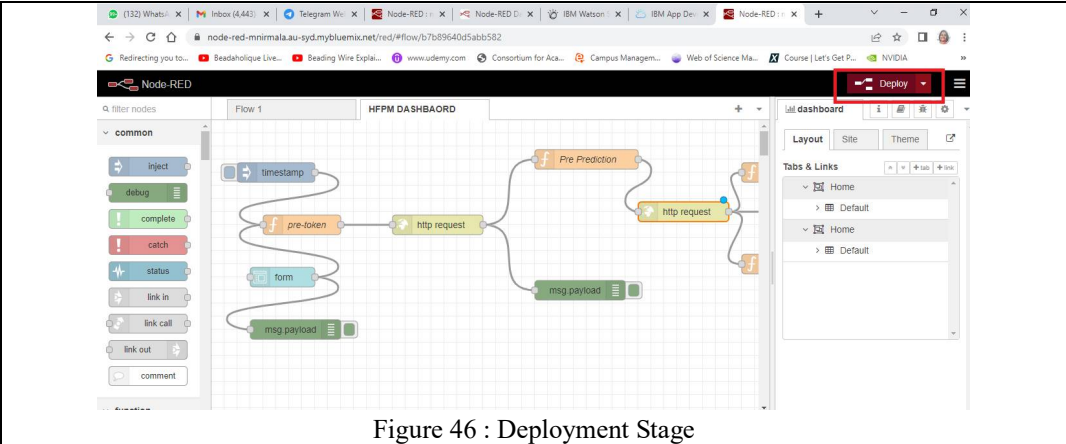 (132) WhatsA
Inbox (4,443)
Telegram We
Node-RED : n
Node-RED Da
IBM Watson S
IBM App Dev
Node-RED : n
node-red-mnirmala.au-syd.mybluemix.net/red/#flow/b7b89640d5abb582
Redirecting you to...
Beadaholique Live...
Beading Wire Explai...
www.udemy.com
Consortium for Aca...
Campus Managem...
Web of Science Ma...
Course | Let's Get P...
NVIDIA
»
Node-RED
Deploy
filter nodes
Flow 1
HFPM DASHBAORD
dashboard
common
inject
debug
complete
catch
status
link in
link call
link out
comment
function
timestamp
pre-token
http request
form
msg.payload
Pre Prediction
http request
msg.payload
Layout
Site
Theme
Tabs & Links
+ tab
+ link
Home
Default
Home
Default
Figure 46 : Deployment Stage